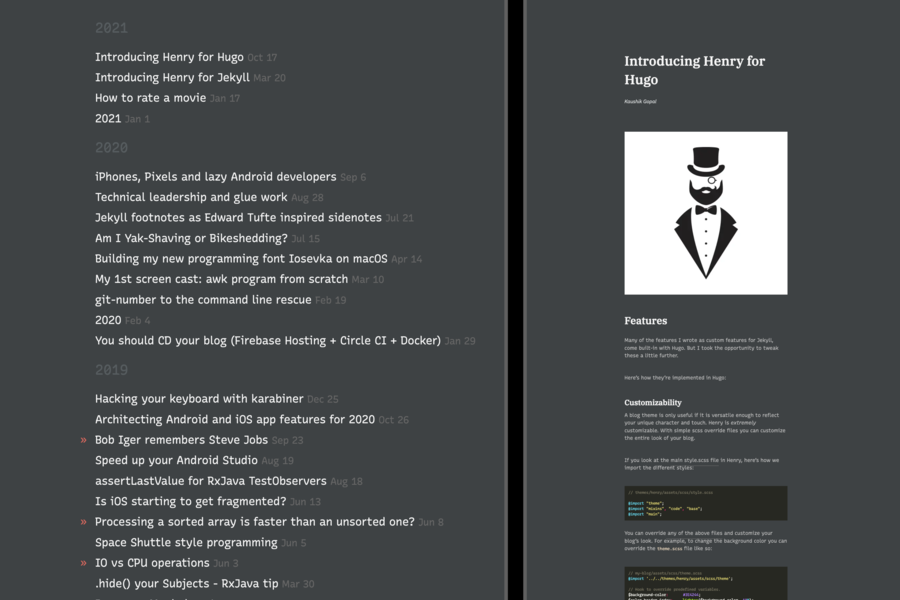 2021
Introducing Henry for Hugo Oct 17
Introducing Henry for Jekyll Mar 20
How to rate a movie Jan 17
2021 Jan 1
2020
iPhones, Pixels and lazy Android developers Sep 6
Technical leadership and glue work Aug 28
Jekyll footnotes as Edward Tufte inspired sidenotes Jul 21
Am I Yak-Shaving or Bikeshedding? Jul 15
Building my new programming font Iosevka on macOS Apr 14
My 1st screen cast: awk program from scratch Mar 10
git-number to the command line rescue Feb 19
2020 Feb 4
You should CD your blog (Firebase Hosting + Circle CI + Docker) Jan 29
2019
Hacking your keyboard with karabiner Dec 25
Architecting Android and iOS app features for 2020 Oct 26
» Bob Iger remembers Steve Jobs Sep 23
Speed up your Android Studio Aug 19
assertLastValue for RxJava TestObservers Aug 18
Is iOS starting to get fragmented? Jun 13
» Processing a sorted array is faster than an unsorted one? Jun 8
Space Shuttle style programming Jun 5
» IO vs CPU operations Jun 3
.hide() your Subjects - RxJava tip Mar 30
Introducing Henry for
Hugo
Kaushik Gopal
Features
Many of the features I wrote as custom features for Jekyll,
come built-in with Hugo. But I took the opportunity to tweak
these a little further.
Here's how they're implemented in Hugo:
Customizability
A blog theme is only useful if it is versatile enough to reflect
your unique character and touch. Henry is extremely
customizable. With simple scss override files you can customize
the entire look of your blog.
If you look at the main style.scss file in Henry, here's how we
import the different styles:
// themes/henry/assets/scss/style.scss
@import "theme";
@import "mixins", "code", "base";
@import "main";
You can override any of the above files and customize your
blog's look. For example, to change the background color you can
override the theme.scss file like so:
// my-blog/assets/scss/theme.scss
@import '../../themes/henry/assets/scss/theme';